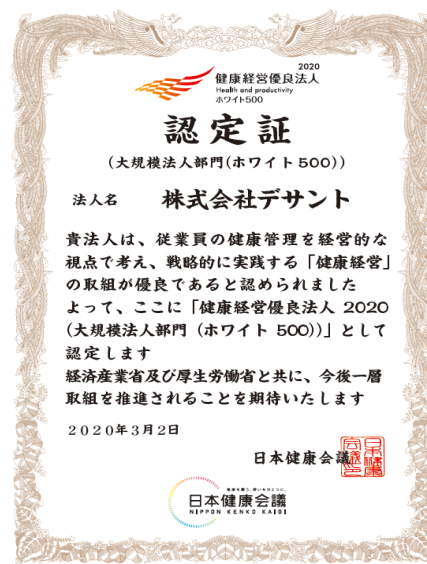 2020
健康経営優良法人
Health and productivity
ホワイト500
認定証
(大規模法人部門(ホワイト500))
法人名 株式会社デサント
貴法人は、従業員の健康管理を経営的な
視点で考え、戦略的に実践する「健康経営」
の取組が優良であると認められました
よって、ここに「健康経営優良法人 2020
(大規模法人部門 (ホワイト 500))」として
認定します
経済産業省及び厚生労働省と共に、今後一層
取組を推進されることを期待いたします
2020年3月2日
日本健康会議
日本健康会議
NIPPON KENKO KAIGI